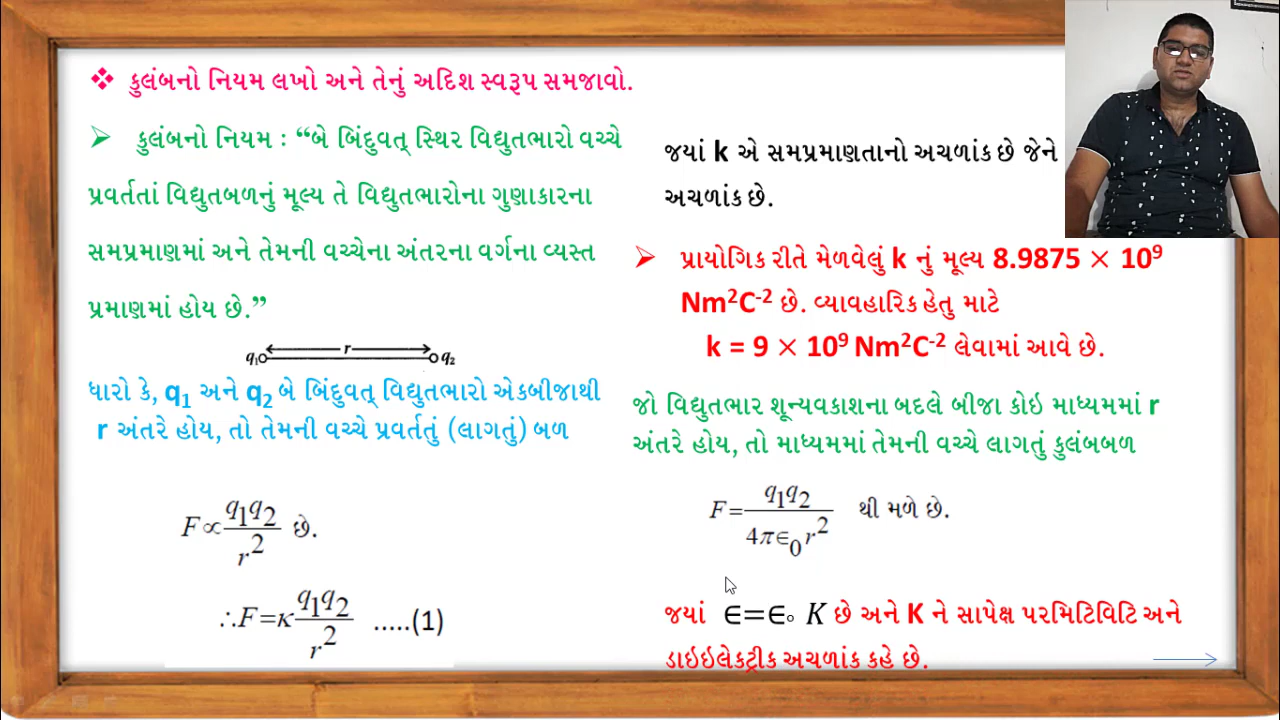 ❖ કુલંબનો નિયમ લખો અને તેનું અદિશ સ્વરૂપ સમજાવો.
➢ કુલંબનો નિયમ : “બે બિંદુવત્ સ્થિર વિદ્યુતભારો વચ્ચે
પ્રવર્તતાં વિદ્યુતબળનું મૂલ્ય તે વિદ્યુતભારોના ગુણાકારના
સમપ્રમાણમાં અને તેમની વચ્ચેના અંતરના વર્ગના વ્યસ્ત
પ્રમાણમાં હોય છે.”
q₁ r q₂
ધારો કે, q₁ અને q₂ બે બિંદુવત્ વિદ્યુતભારો એકબીજાથી
r અંતરે હોય, તો તેમની વચ્ચે પ્રવર્તતું (લાગતું) બળ
F ∝ q₁q₂ / r² છે.
∴ F = κ q₁q₂ / r² .....(1)
જયાં k એ સમપ્રમાણતાનો અચળાંક છે જેને
અચળાંક છે.
➢ પ્રાયોગિક રીતે મેળવેલું k નું મૂલ્ય 8.9875 × 10⁹
Nm²C⁻² છે. વ્યાવહારિક હેતુ માટે
k = 9 × 10⁹ Nm²C⁻² લેવામાં આવે છે.
જો વિદ્યુતભાર શૂન્યવકાશના બદલે બીજા કોઇ માધ્યમમાં r
અંતરે હોય, તો માધ્યમમાં તેમની વચ્ચે લાગતું કુલંબબળ
F = q₁q₂ / 4π∈₀r² થી મળે છે.
જયાં ∈=∈∘ K છે અને K ને સાપેક્ષ પરમિટિવિટિ અને
ડાઇઇલેકટ્રીક અચળાંક કહે છે.